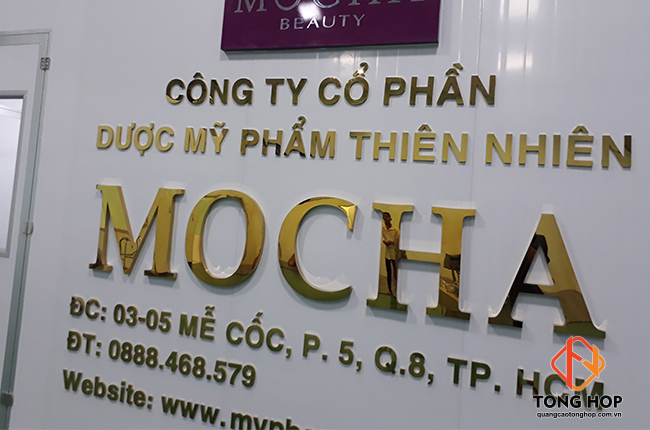 MOCHA
BEAUTY
CÔNG TY CỔ PHẦN
DƯỢC MỸ PHẨM THIÊN NHIÊN
MOCHA
ĐC: 03-05 MỄ CỐC, P. 5, Q.8, TP. HCM
ĐT: 0888.468.579
Website: www.myph
TONG HOP
quangcaotonghop.com.vn